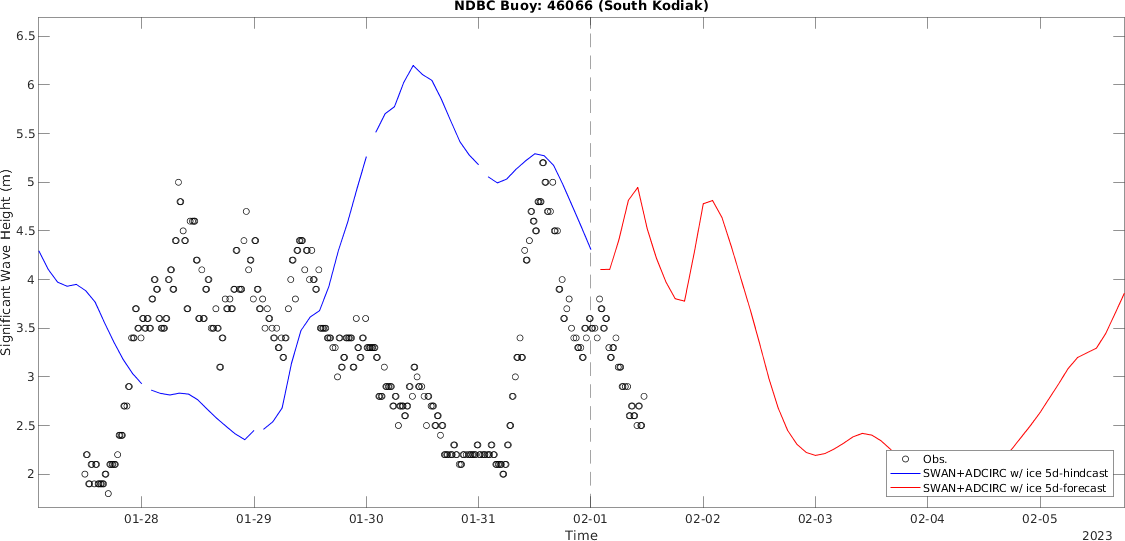 NDBC Buoy: 46066 (South Kodiak)
Significant Wave Height (m)
6.5
6
5.5
5
4.5
4
3.5
3
2.5
2
Obs.
SWAN+ADCIRC w/ ice 5d-hindcast
SWAN+ADCIRC w/ ice 5d-forecast
01-28 01-29 01-30 01-31 02-01 02-02 02-03 02-04 02-05
Time
2023